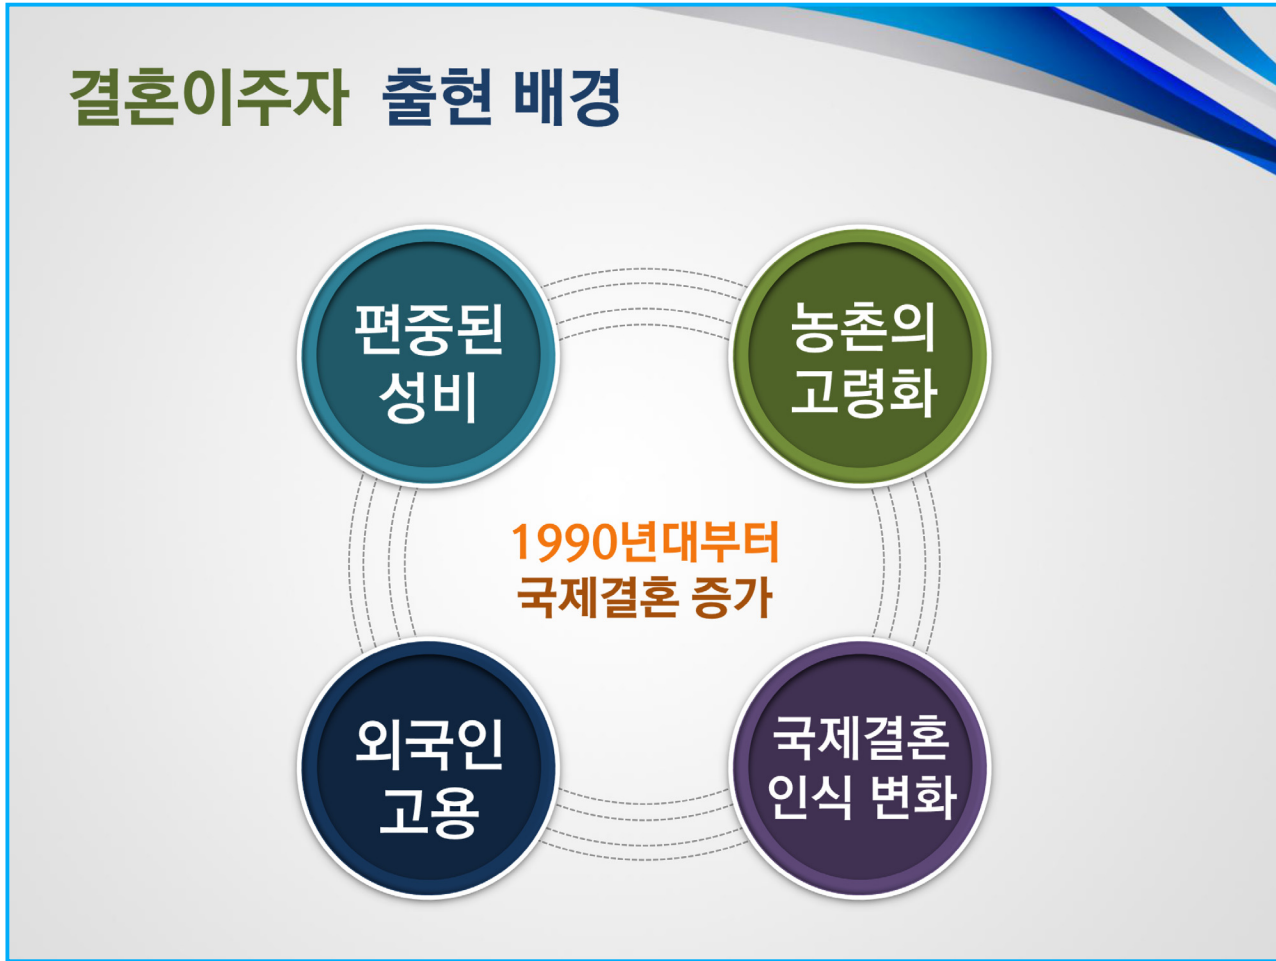 결혼이주자 출현 배경
편중된
성비
농촌의
고령화
1990년대부터
국제결혼 증가
외국인
고용
국제결혼
인식 변화